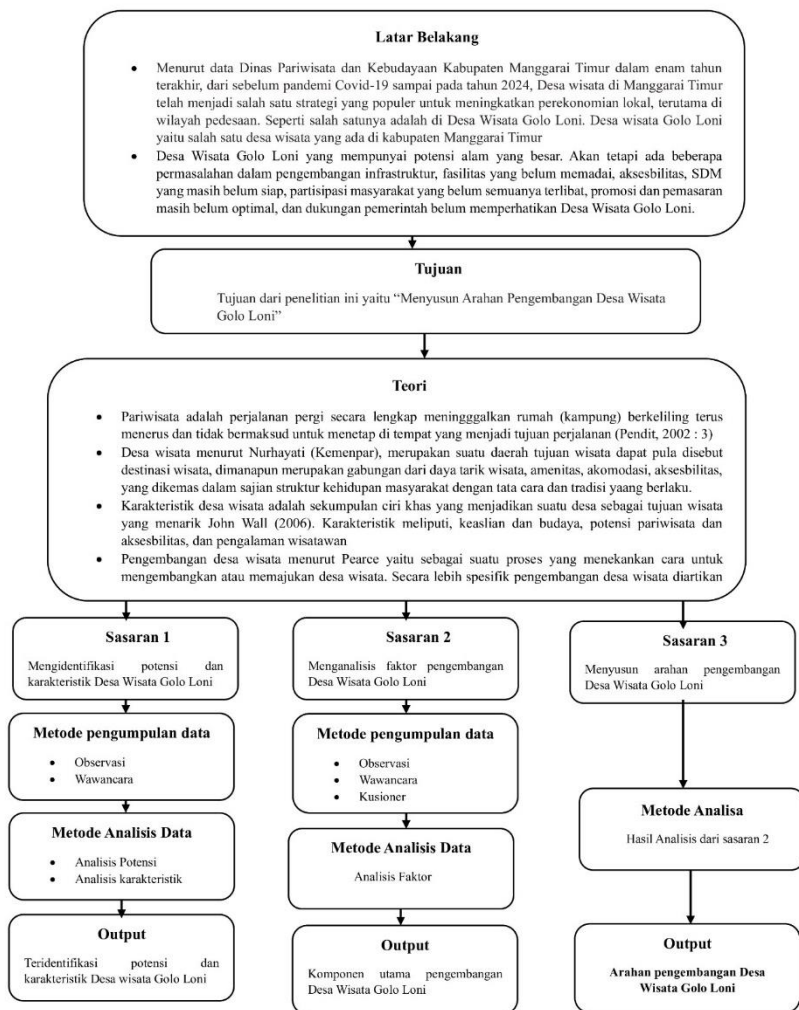 Latar Belakang
• Menurut data Dinas Pariwisata dan Kebudayaan Kabupaten Manggarai Timur dalam enam tahun
terakhir, dari sebelum pandemi Covid-19 sampai pada tahun 2024, Desa wisata di Manggarai Timur
telah menjadi salah satu strategi yang populer untuk meningkatkan perekonomian lokal, terutama di
wilayah pedesaan. Seperti salah satunya adalah di Desa Wisata Golo Loni. Desa wisata Golo Loni
yaitu salah satu desa wisata yang ada di kabupaten Manggarai Timur
• Desa Wisata Golo Loni yang mempunyai potensi alam yang besar. Akan tetapi ada beberapa
permasalahan dalam pengembangan infrastruktur, fasilitas yang belum memadai, aksesbilitas, SDM
yang masih belum siap, partisipasi masyarakat yang belum semuanya terlibat, promosi dan pemasaran
masih belum optimal, dan dukungan pemerintah belum memperhatikan Desa Wisata Golo Loni.
Tujuan
Tujuan dari penelitian ini yaitu “Menyusun Arahan Pengembangan Desa Wisata
Golo Loni”
Teori
• Pariwisata adalah perjalanan pergi secara lengkap meningggalkan rumah (kampung) berkeliling terus
menerus dan tidak bermaksud untuk menetap di tempat yang menjadi tujuan perjalanan (Pendit, 2002 : 3)
• Desa wisata menurut Nurhayati (Kemenpar), merupakan suatu daerah tujuan wisata dapat pula disebut
destinasi wisata, dimanapun merupakan gabungan dari daya tarik wisata, amenitas, akomodasi, aksesbilitas,
yang dikemas dalam sajian struktur kehidupan masyarakat dengan tata cara dan tradisi yaang berlaku.
• Karakteristik desa wisata adalah sekumpulan ciri khas yang menjadikan suatu desa sebagai tujuan wisata
yang menarik John Wall (2006). Karakteristik meliputi, keaslian dan budaya, potensi pariwisata dan
aksesbilitas, dan pengalaman wisatawan
• Pengembangan desa wisata menurut Pearce yaitu sebagai suatu proses yang menekankan cara untuk
mengembangkan atau memajukan desa wisata. Secara lebih spesifik pengembangan desa wisata diartikan
Sasaran 1
Mengidentifikasi potensi dan
karakteristik Desa Wisata Golo Loni
Metode pengumpulan data
• Observasi
• Wawancara
Metode Analisis Data
• Analisis Potensi
• Analisis karakteristik
Output
Teridentifikasi potensi dan
karakteristik Desa wisata Golo Loni
Sasaran 2
Menganalisis faktor pengembangan
Desa Wisata Golo Loni
Metode pengumpulan data
• Observasi
• Wawancara
• Kusioner
Metode Analisis Data
Analisis Faktor
Output
Komponen utama pengembangan
Desa Wisata Golo Loni
Sasaran 3
Menyusun arahan pengembangan
Desa Wisata Golo Loni
Metode Analisa
Hasil Analisis dari sasaran 2
Output
Arahan pengembangan Desa
Wisata Golo Loni